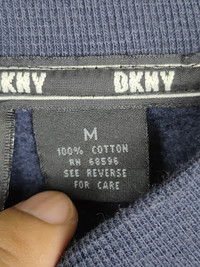 DKNY DKNY
M
100% COTTON
RN 68596
SEE REVERSE
FOR CARE